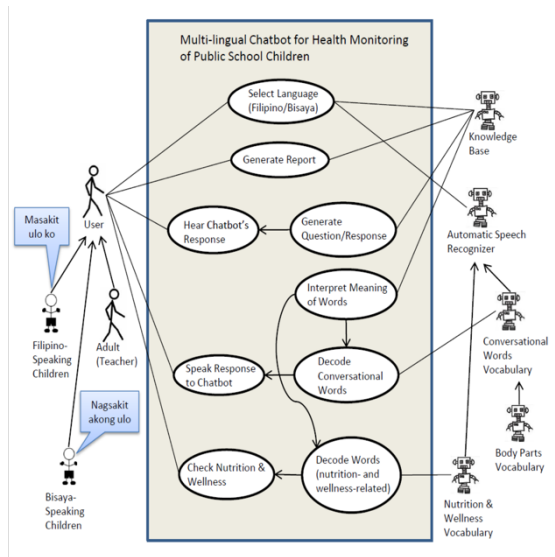 Multi-lingual Chatbot for Health Monitoring
of Public School Children
Select Language
(Filipino/Bisaya)
Knowledge
Base
Generate Report
Masakit
ulo ko
User
Hear Chatbot's
Response
Generate
Question/Response
Automatic Speech
Recognizer
Interpret Meaning
of Words
Filipino-
Speaking
Children
Adult
(Teacher)
Speak Response
to Chatbot
Decode
Conversational
Words
Conversational
Words
Vocabulary
Nagsakit
akong ulo
Body Parts
Vocabulary
Check Nutrition &
Wellness
Decode Words
(nutrition- and
wellness-related)
Bisaya-
Speaking
Children
Nutrition &
Wellness
Vocabulary